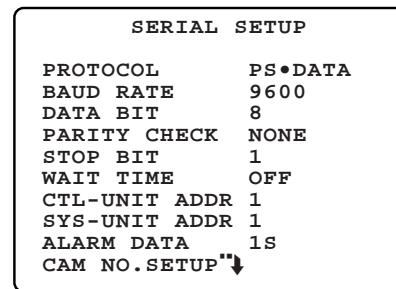 SERIAL SETUP
PROTOCOL PS•DATA
BAUD RATE 9600
DATA BIT 8
PARITY CHECK NONE
STOP BIT 1
WAIT TIME OFF
CTL-UNIT ADDR 1
SYS-UNIT ADDR 1
ALARM DATA 1S
CAM NO.SETUP